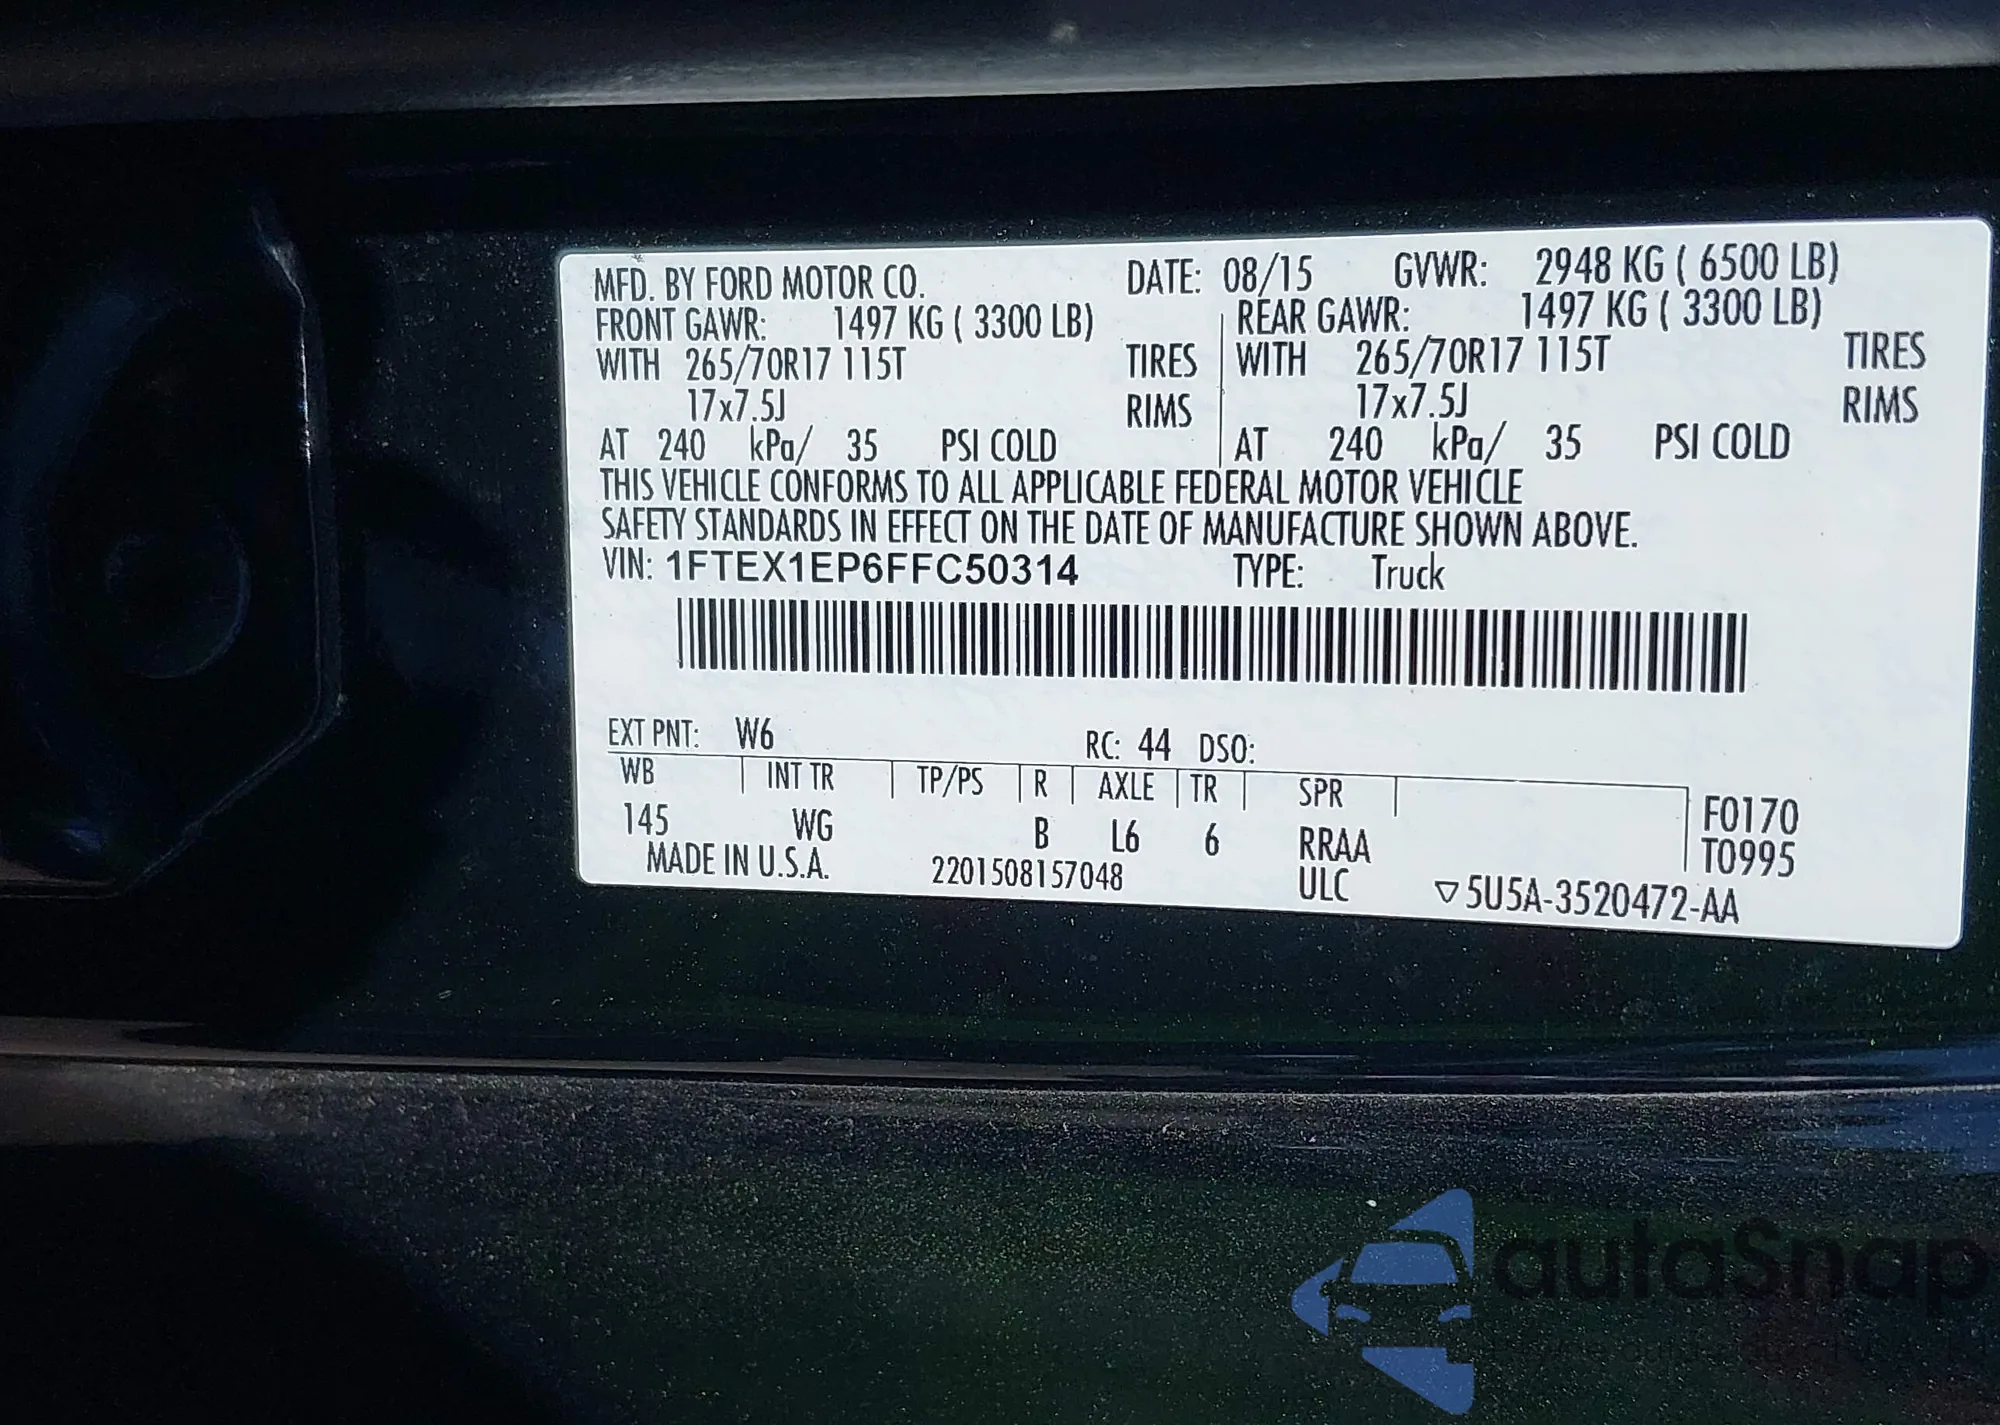 MFD. BY FORD MOTOR CO. DATE: 08/15 GVWR: 2948 KG ( 6500 LB)
FRONT GAWR: 1497 KG ( 3300 LB) REAR GAWR: 1497 KG ( 3300 LB)
WITH 265/70R17 115T TIRES WITH 265/70R17 115T TIRES
17x7.5J RIMS 17x7.5J RIMS
AT 240 kPa/ 35 PSI COLD AT 240 kPa/ 35 PSI COLD
THIS VEHICLE CONFORMS TO ALL APPLICABLE FEDERAL MOTOR VEHICLE
SAFETY STANDARDS IN EFFECT ON THE DATE OF MANUFACTURE SHOWN ABOVE.
VIN: 1FTEX1EP6FFC50314 TYPE: Truck
EXT PNT: W6 RC: 44 DSO:
WB INT TR TP/PS R AXLE TR SPR
145 WG B L6 6 RRAA F0170
MADE IN U.S.A. 2201508157048 ULC T0995
▽5U5A-3520472-AA
autaSnap